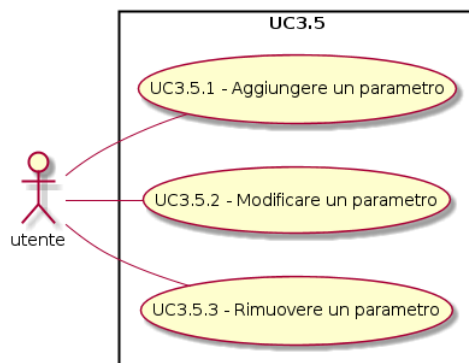 UC3.5
UC3.5.1 - Aggiungere un parametro
UC3.5.2 - Modificare un parametro
utente
UC3.5.3 - Rimuovere un parametro